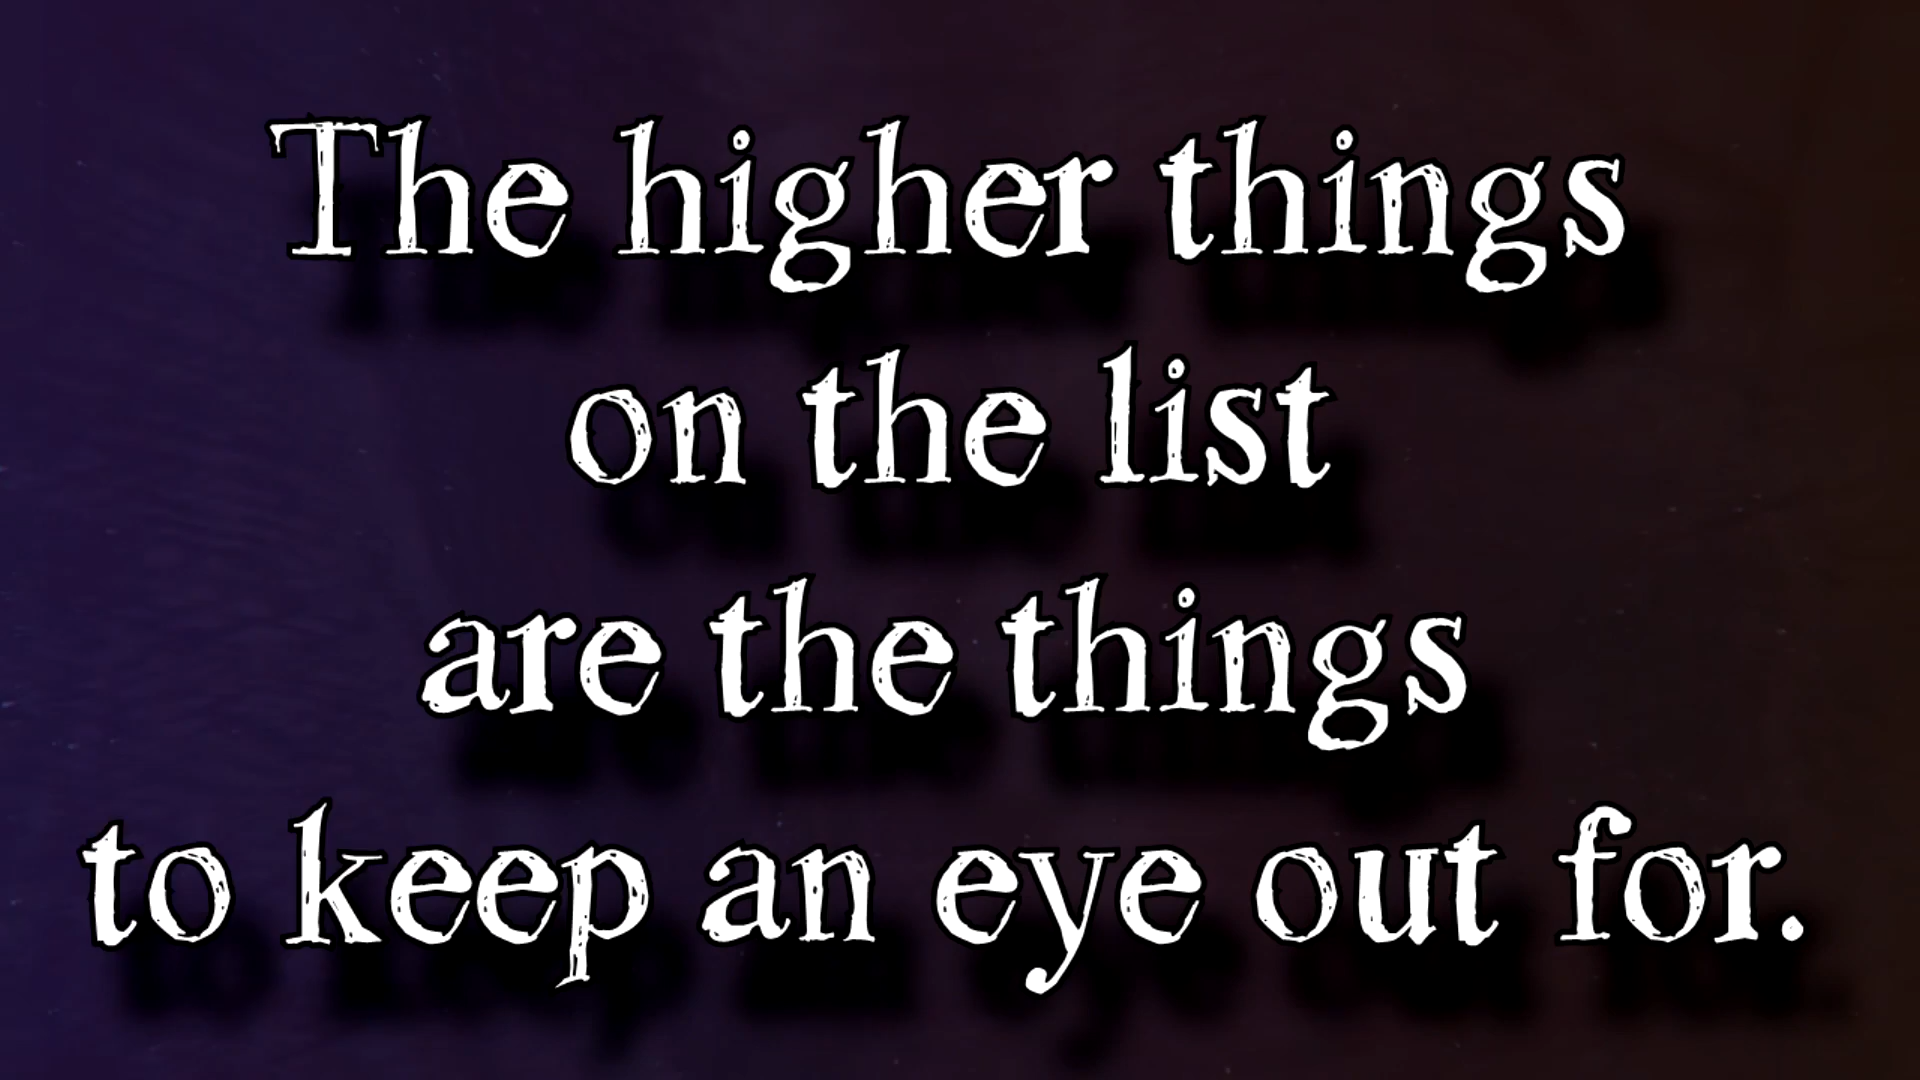 The higher things
on the list
are the things
to keep an eye out for.